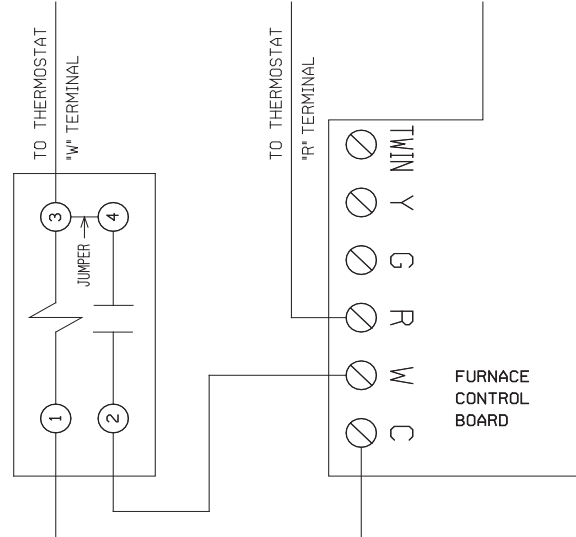 TO THERMOSTAT
"W" TERMINAL
TO THERMOSTAT
"R" TERMINAL
3
4
JUMPER
1
2
TWIN
Y
G
R
W
C
FURNACE
CONTROL
BOARD